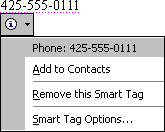 425-555-0111
Phone: 425-555-0111
Add to Contacts
Remove this Smart Tag
Smart Tag Options...